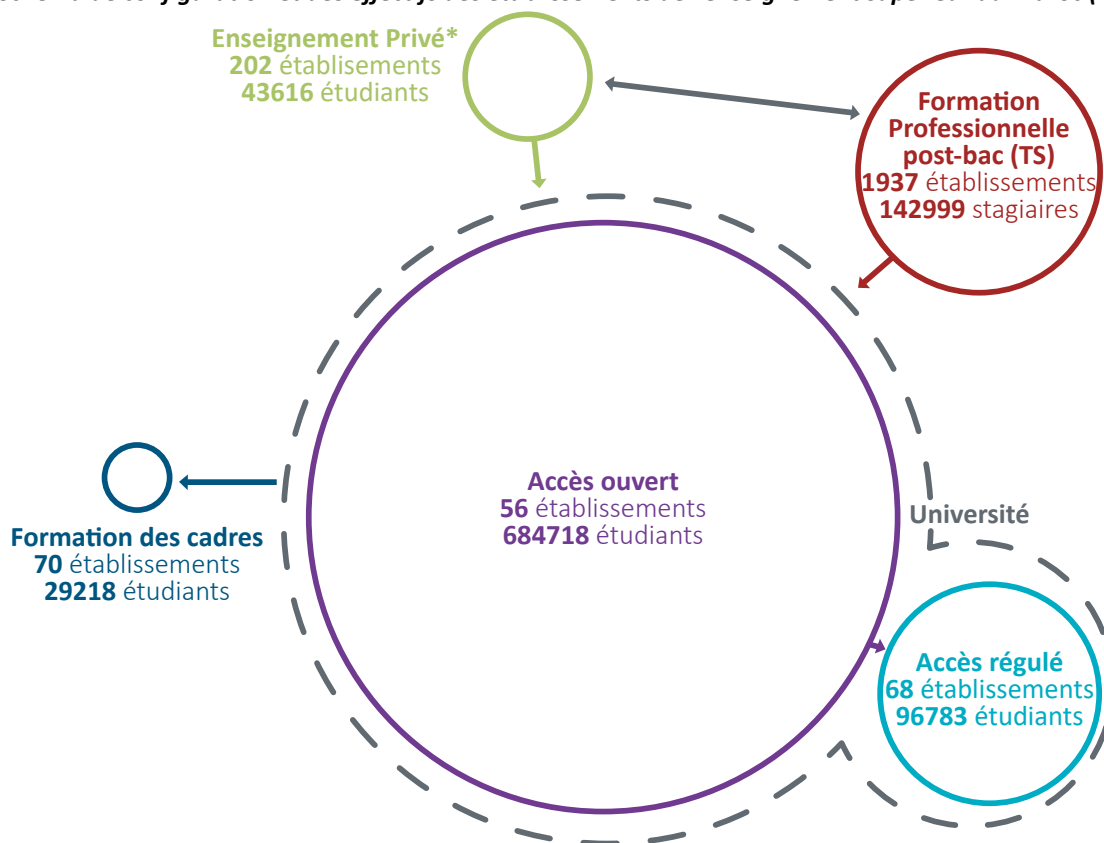 Enseignement Privé*
202 établisements
43616 étudiants
Formation
Professionnelle
post-bac (TS)
1937 établissements
142999 stagiaires
Accès ouvert
56 établissements
684718 étudiants
Université
Formation des cadres
70 établissements
29218 étudiants
Accès régulé
68 établissements
96783 étudiants